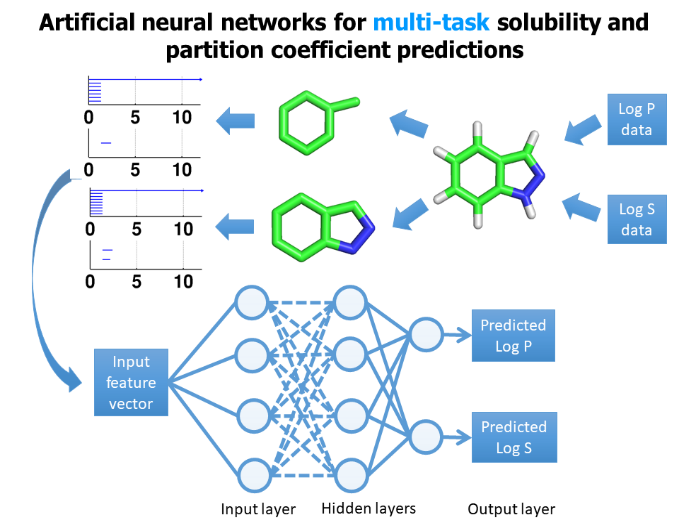 Artificial neural networks for multi-task solubility and
partition coefficient predictions
0 5 10
0 5 10
0 5 10
0 5 10
Log P
data
Log S
data
Input
feature
vector
Predicted
Log P
Predicted
Log S
Input layer
Hidden layers
Output layer